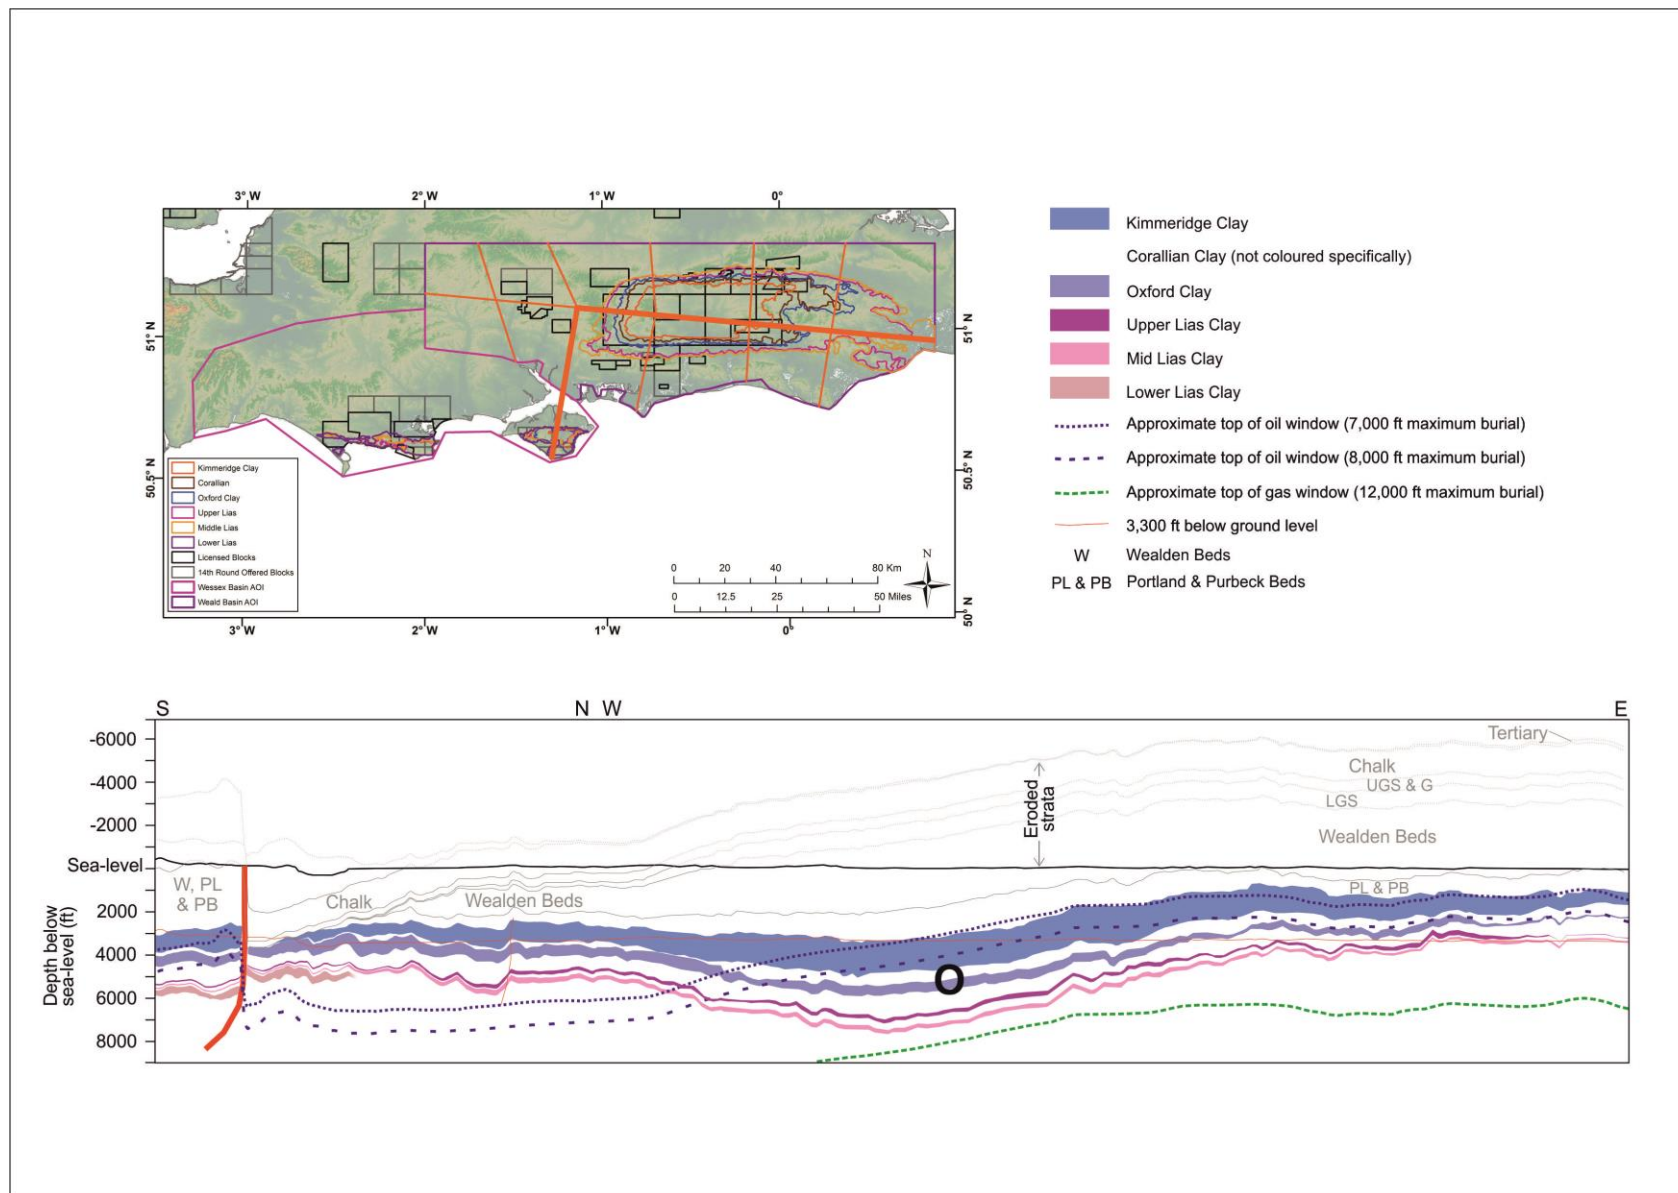 3° W
2° W
1° W
0°
51° N
50.5° N
51° N
50.5° N
50° N
Kimmeridge Clay
Corallian
Oxford Clay
Upper Lias
Middle Lias
Lower Lias
Licensed Blocks
14th Round Offered Blocks
Wessex Basin AOI
Weald Basin AOI
N
0 20 40 80 Km
0 12.5 25 50 Miles
3° W
2° W
1° W
0°
Kimmeridge Clay
Corallian Clay (not coloured specifically)
Oxford Clay
Upper Lias Clay
Mid Lias Clay
Lower Lias Clay
Approximate top of oil window (7,000 ft maximum burial)
Approximate top of oil window (8,000 ft maximum burial)
Approximate top of gas window (12,000 ft maximum burial)
3,300 ft below ground level
W Wealden Beds
PL & PB Portland & Purbeck Beds
S
N W
E
-6000
-4000
-2000
Sea-level
2000
4000
6000
8000
Depth below
sea-level (ft)
Tertiary
Chalk
UGS & G
LGS
Wealden Beds
Eroded
strata
W, PL
& PB
Chalk
Wealden Beds
PL & PB
O